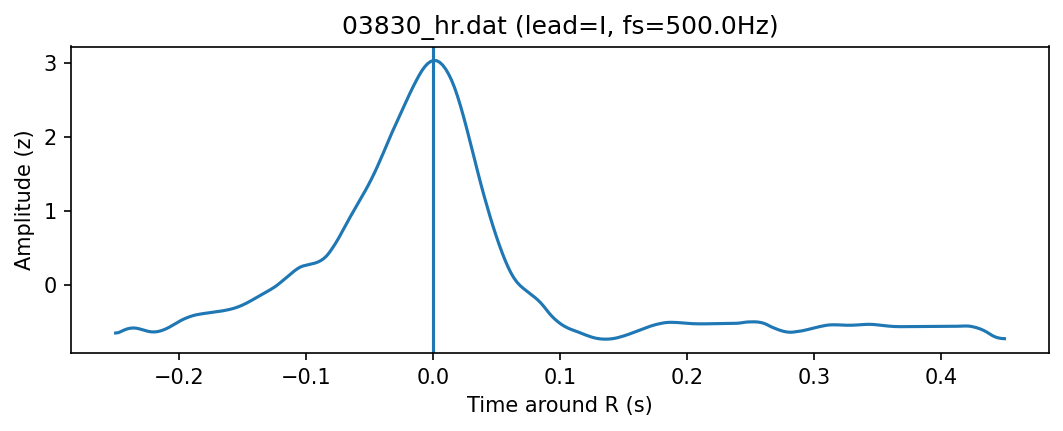 03830_hr.dat (lead=I, fs=500.0Hz)
3
2
1
0
Amplitude (z)
−0.2 −0.1 0.0 0.1 0.2 0.3 0.4
Time around R (s)